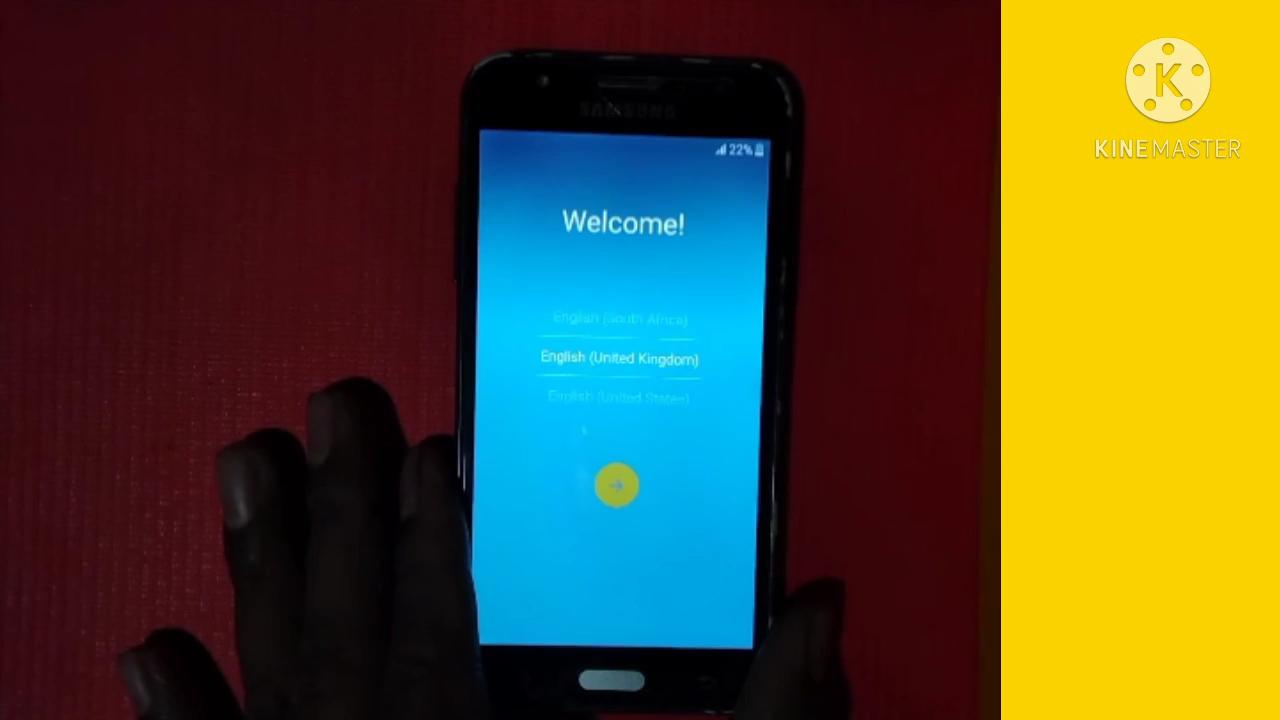 SAMSUNG
22%
Welcome!
English (South Africa)
English (United Kingdom)
English (United States)
K
KINEMASTER